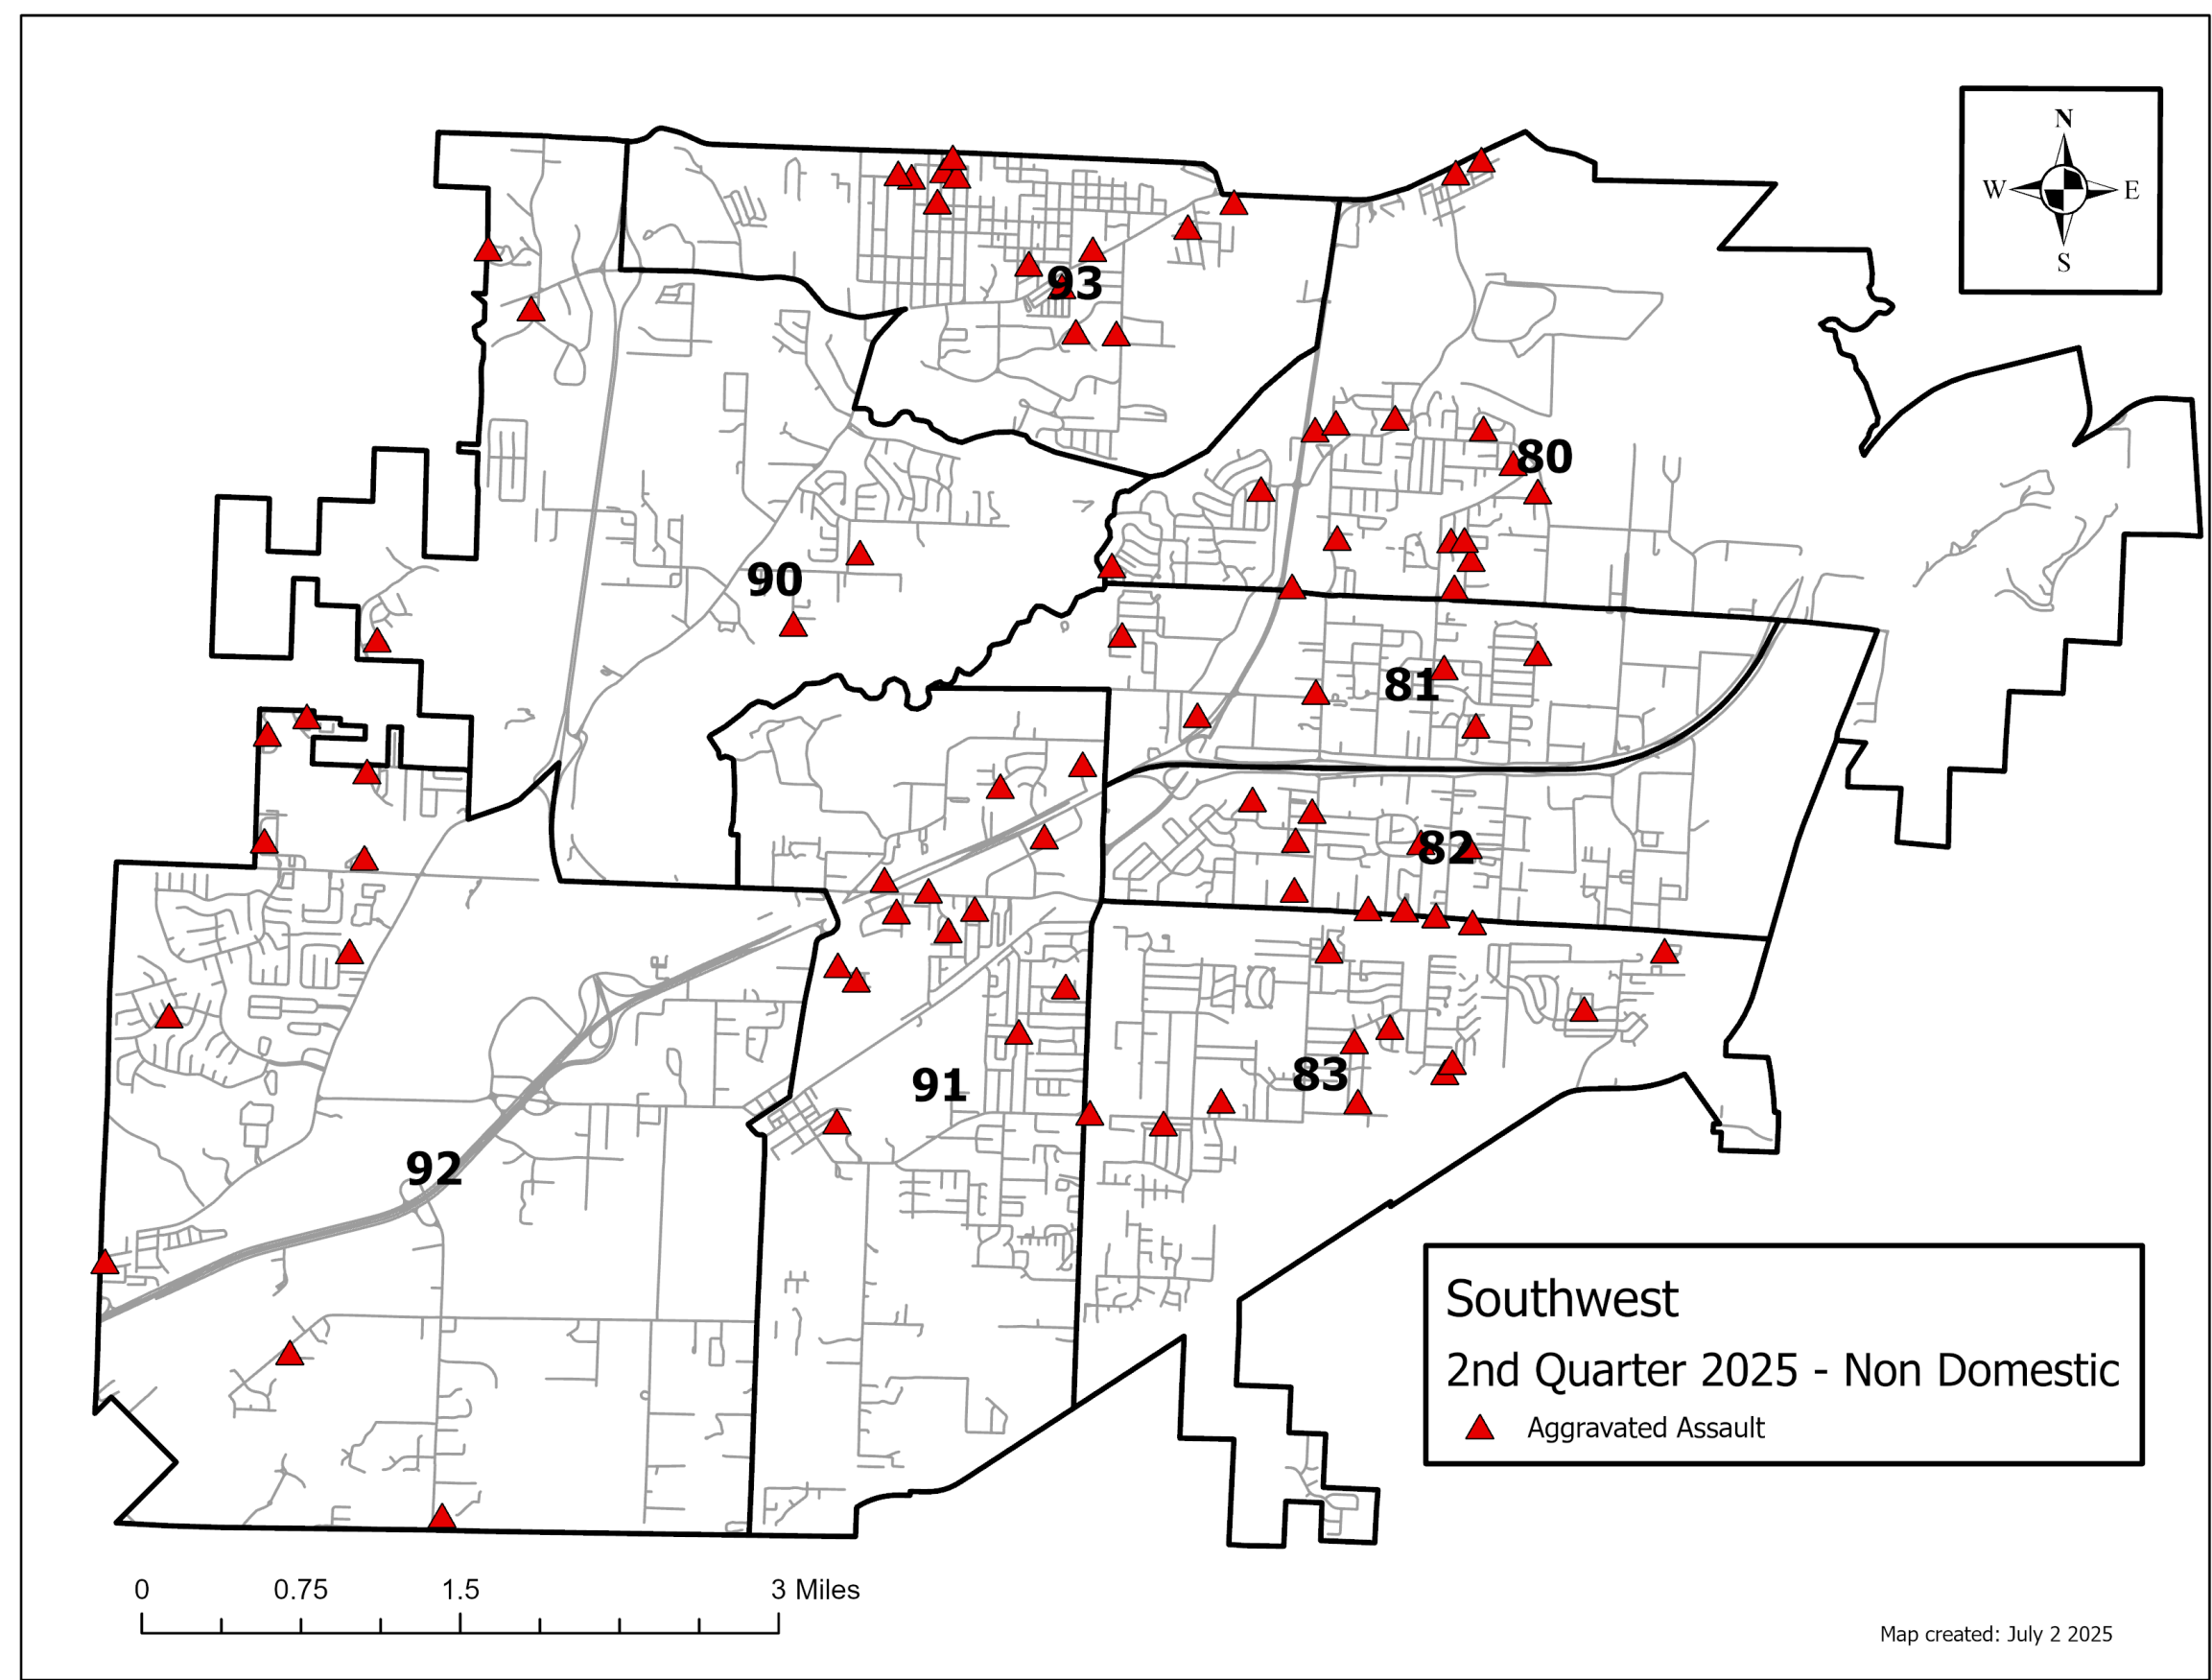 N
W E
S
93
80
90
81
82
91
83
92
Southwest
2nd Quarter 2025 - Non Domestic
Aggravated Assault
0 0.75 1.5 3 Miles
Map created: July 2 2025